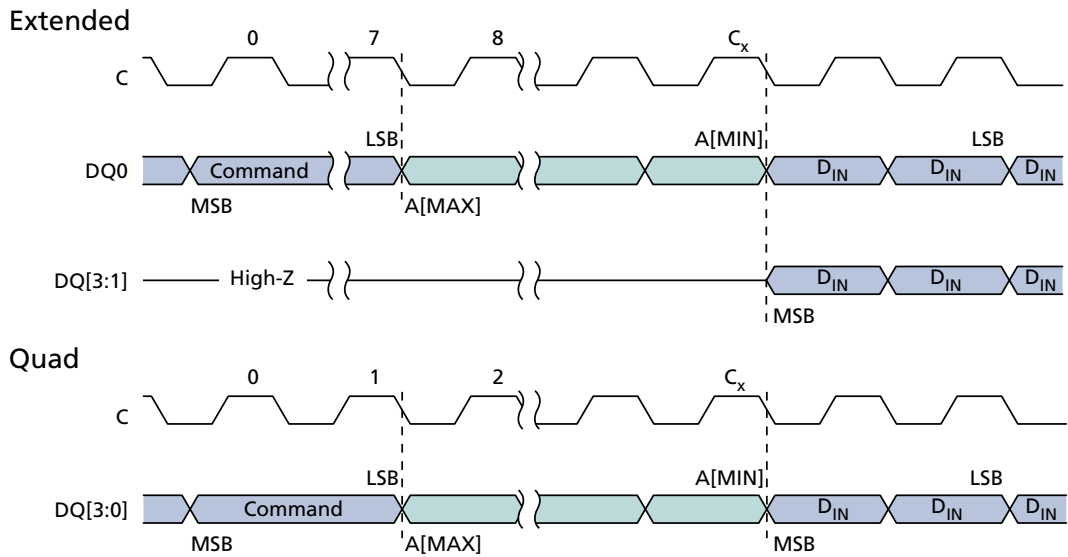 Extended
0 7 8 Cx
C
LSB A[MIN] LSB
DQ0 Command DIN DIN DIN
MSB A[MAX]
DQ[3:1] High-Z DIN DIN DIN
MSB
Quad
0 1 2 Cx
C
LSB A[MIN] LSB
DQ[3:0] Command DIN DIN DIN
MSB A[MAX] MSB